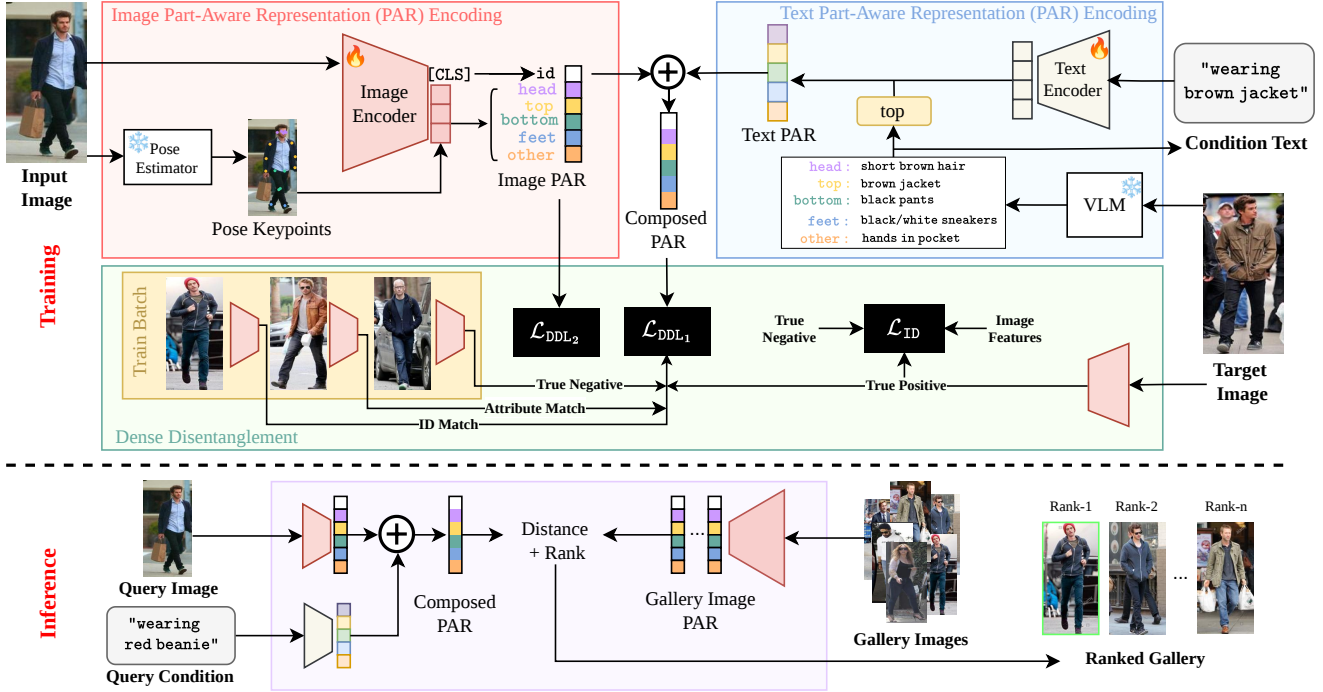 Image Part-Aware Representation (PAR) Encoding
Text Part-Aware Representation (PAR) Encoding
Input
Image
Pose
Estimator
Pose Keypoints
Image
Encoder
[CLS]
id
head
top
bottom
feet
other
Image PAR
Composed
PAR
Text PAR
top
Text
Encoder
"wearing
brown jacket"
Condition Text
head : short brown hair
top : brown jacket
bottom : black pants
feet : black/white sneakers
other : hands in pocket
VLM
Target
Image
Training
Train Batch
ℒDDL₂
ℒDDL₁
ℒID
True
Negative
Image
Features
True Negative
True Positive
Attribute Match
ID Match
Dense Disentanglement
Inference
Query Image
"wearing
red beanie"
Query Condition
Composed
PAR
Distance
+ Rank
...
Gallery Image
PAR
Gallery Images
Rank-1
Rank-2
Rank-n
...
Ranked Gallery